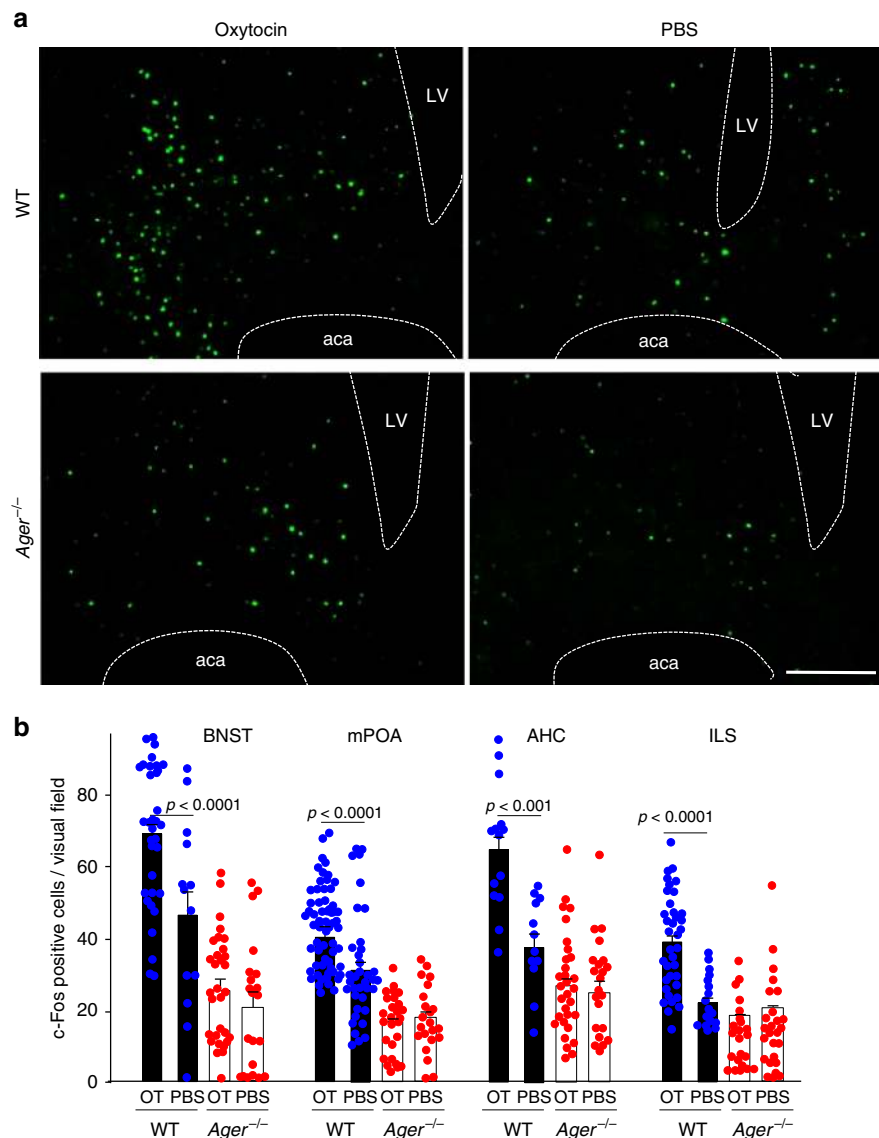 a
Oxytocin PBS
WT
LV
LV
aca
aca
Ager–/–
LV
LV
aca
aca
b
BNST mPOA AHC ILS
c-Fos positive cells / visual field
80
60
40
20
0
p < 0.0001
p < 0.0001
p < 0.001
p < 0.0001
OT PBS OT PBS OT PBS OT PBS OT PBS OT PBS OT PBS OT PBS
WT Ager–/– WT Ager–/– WT Ager–/– WT Ager–/–